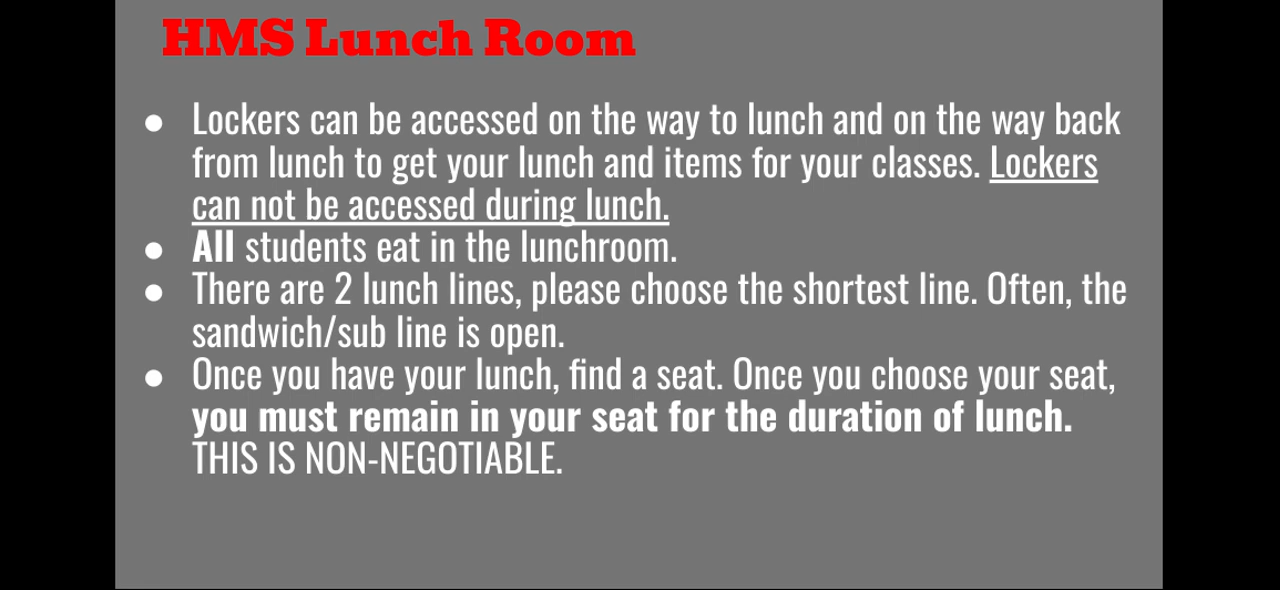 HMS Lunch Room
● Lockers can be accessed on the way to lunch and on the way back
from lunch to get your lunch and items for your classes. Lockers
can not be accessed during lunch.
● All students eat in the lunchroom.
● There are 2 lunch lines, please choose the shortest line. Often, the
sandwich/sub line is open.
● Once you have your lunch, find a seat. Once you choose your seat,
you must remain in your seat for the duration of lunch.
THIS IS NON-NEGOTIABLE.